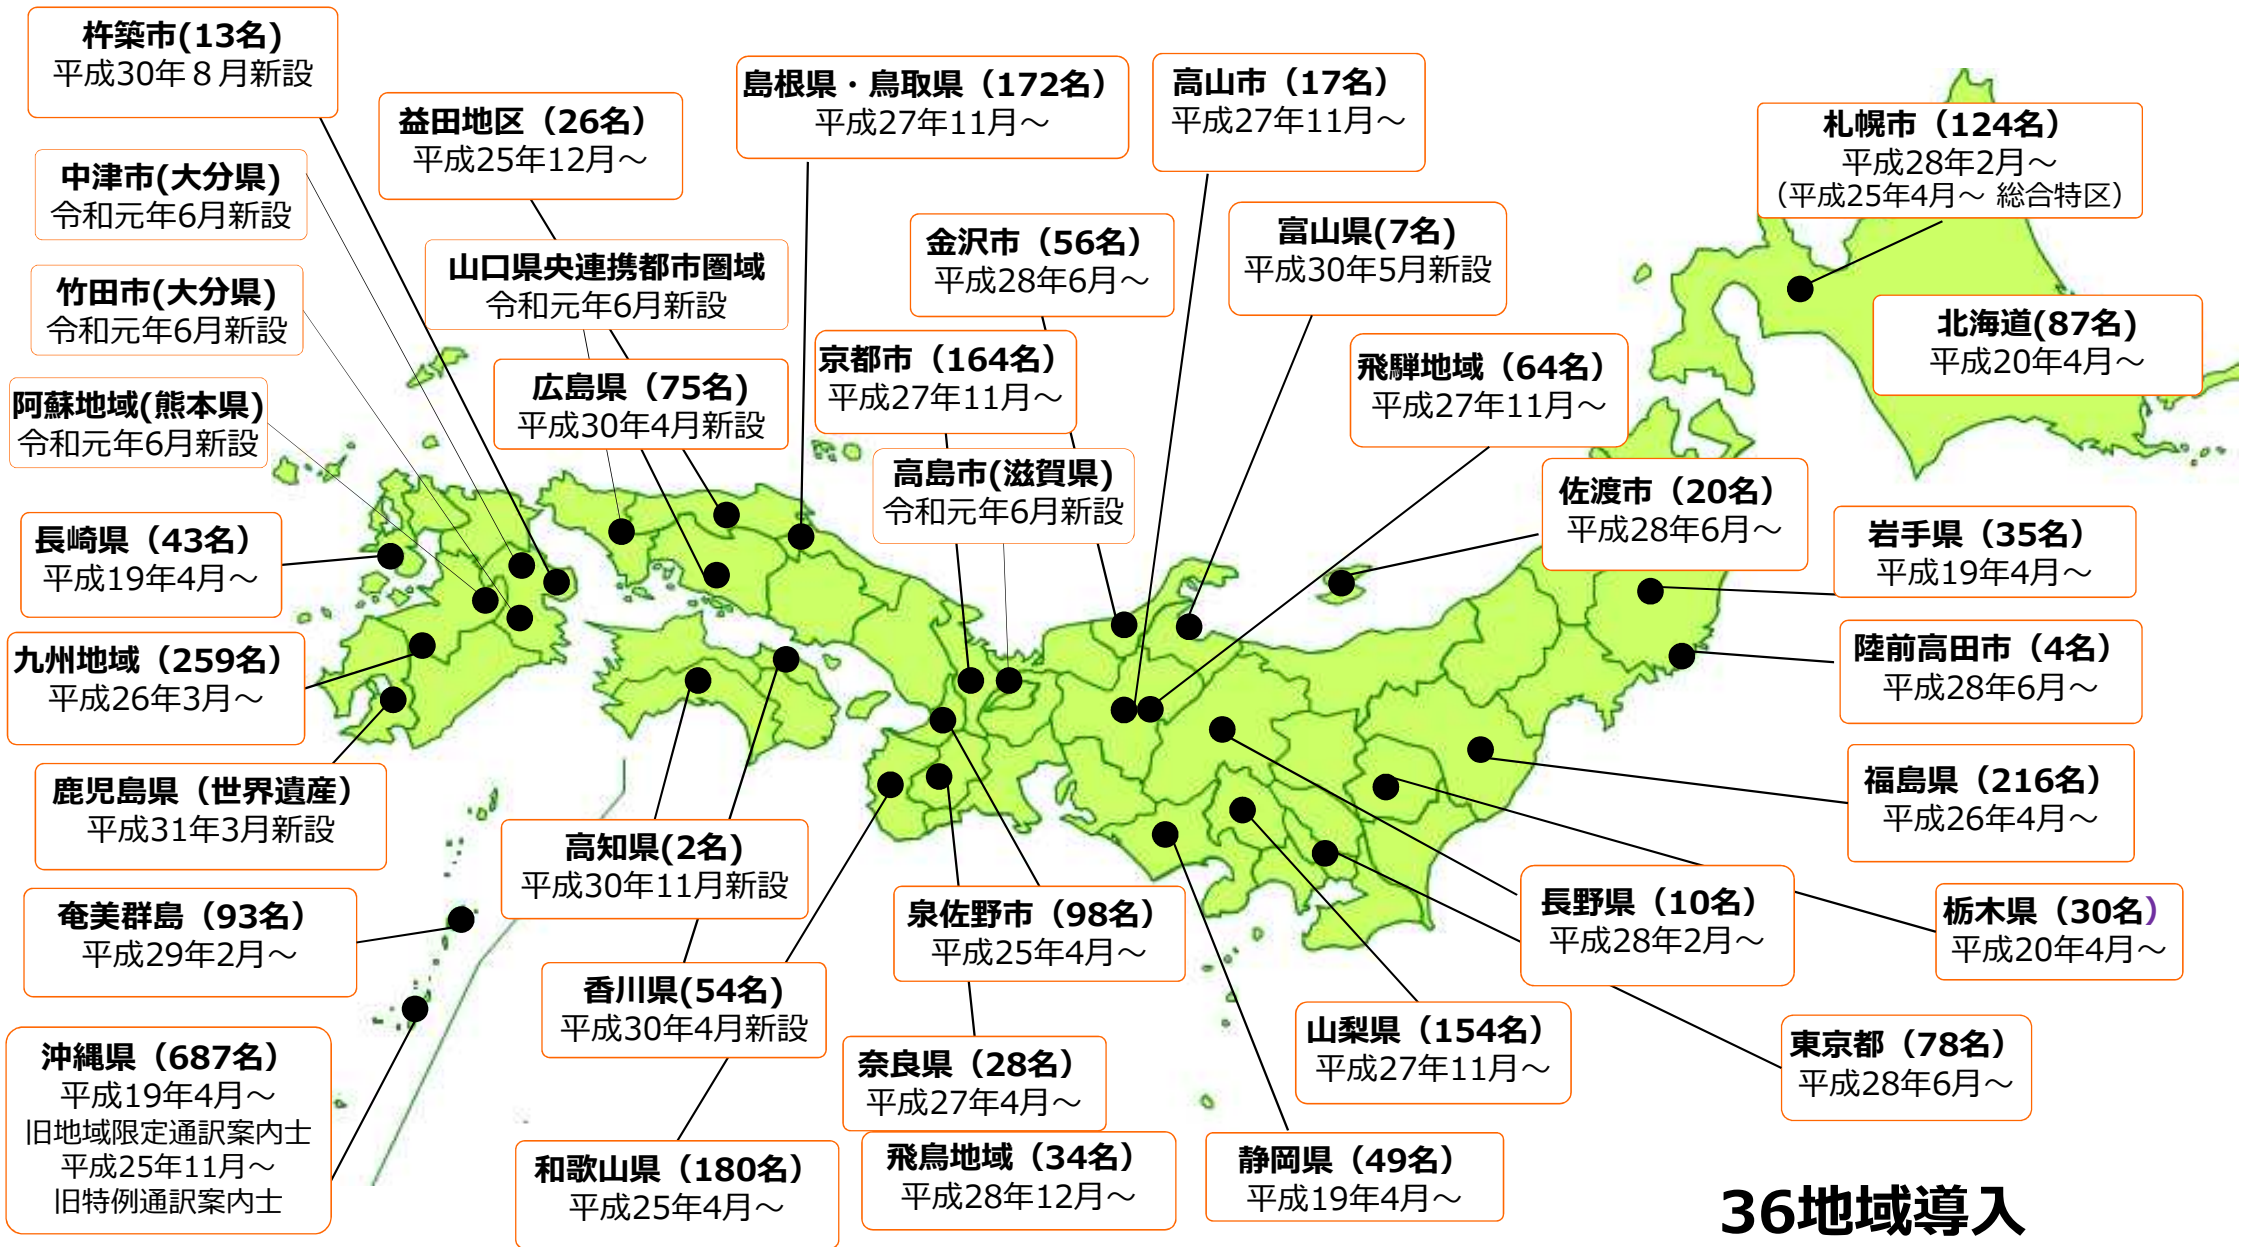 杵築市(13名)
平成30年８月新設
益田地区（26名）
平成25年12月～
島根県・鳥取県（172名）
平成27年11月～
高山市（17名）
平成27年11月～
札幌市（124名）
平成28年2月～
（平成25年4月～ 総合特区）
中津市(大分県)
令和元年6月新設
山口県央連携都市圏域
令和元年6月新設
金沢市（56名）
平成28年6月～
富山県(7名)
平成30年5月新設
北海道(87名)
平成20年4月～
竹田市(大分県)
令和元年6月新設
広島県（75名)
平成30年4月新設
京都市（164名）
平成27年11月～
飛騨地域（64名）
平成27年11月～
阿蘇地域(熊本県)
令和元年6月新設
高島市(滋賀県)
令和元年6月新設
佐渡市（20名）
平成28年6月～
岩手県（35名）
平成19年4月～
長崎県（43名）
平成19年4月～
陸前高田市（4名）
平成28年6月～
九州地域（259名）
平成26年3月～
福島県（216名）
平成26年4月～
鹿児島県（世界遺産）
平成31年3月新設
高知県(2名)
平成30年11月新設
長野県（10名）
平成28年2月～
栃木県（30名）
平成20年4月～
奄美群島（93名）
平成29年2月～
泉佐野市（98名）
平成25年4月～
香川県(54名)
平成30年4月新設
山梨県（154名）
平成27年11月～
東京都（78名）
平成28年6月～
沖縄県（687名）
平成19年4月～
旧地域限定通訳案内士
平成25年11月～
旧特例通訳案内士
奈良県（28名）
平成27年4月～
和歌山県（180名）
平成25年4月～
飛鳥地域（34名）
平成28年12月～
静岡県（49名）
平成19年4月～
36地域導入